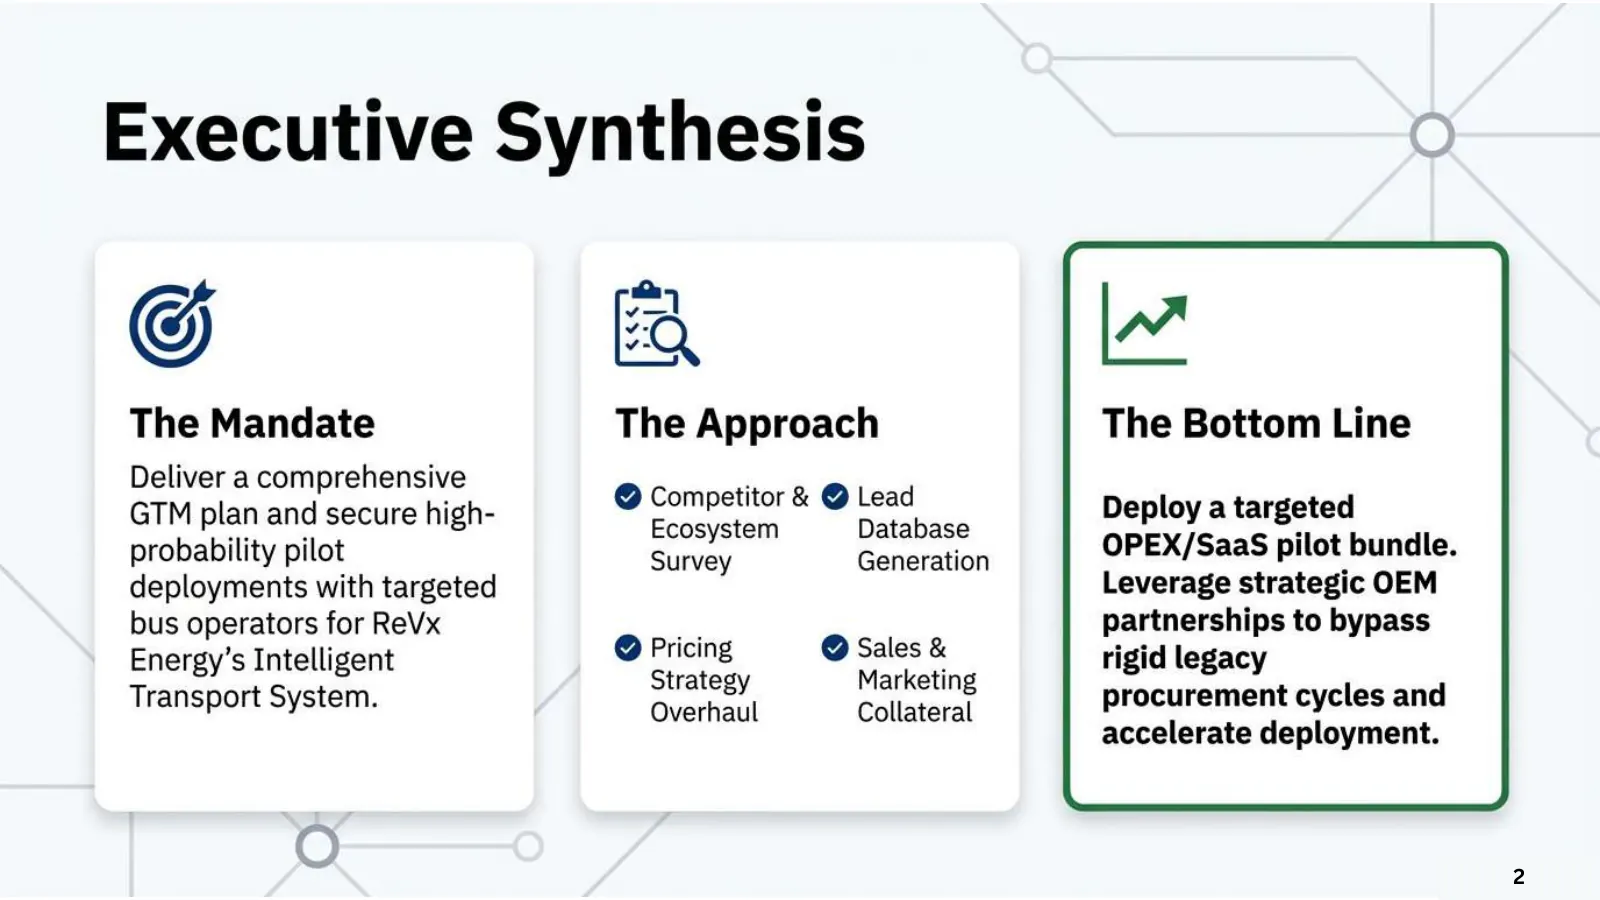 Executive Synthesis
The Mandate
Deliver a comprehensive
GTM plan and secure high-
probability pilot
deployments with targeted
bus operators for ReVx
Energy’s Intelligent
Transport System.
The Approach
Competitor &
Ecosystem
Survey
Lead
Database
Generation
Pricing
Strategy
Overhaul
Sales &
Marketing
Collateral
The Bottom Line
Deploy a targeted
OPEX/SaaS pilot bundle.
Leverage strategic OEM
partnerships to bypass
rigid legacy
procurement cycles and
accelerate deployment.
2